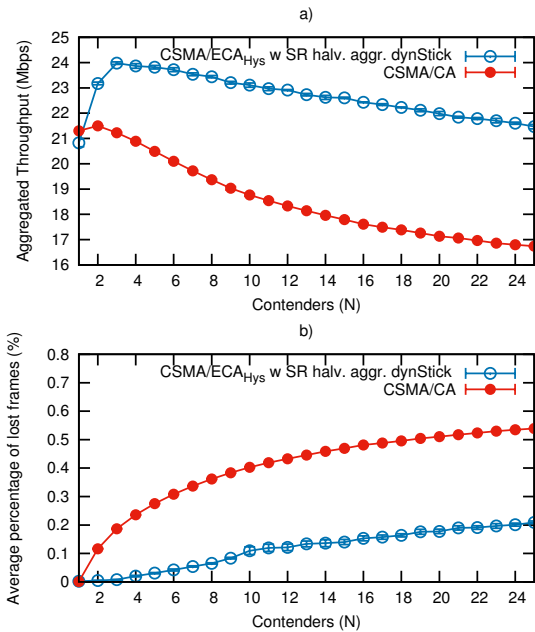 a)
Aggregated Throughput (Mbps)
25
24
23
22
21
20
19
18
17
16
CSMA/ECA_Hys w SR halv. aggr. dynStick
CSMA/CA
2 4 6 8 10 12 14 16 18 20 22 24
Contenders (N)
b)
Average percentage of lost frames (%)
0.8
0.7
0.6
0.5
0.4
0.3
0.2
0.1
0
CSMA/ECA_Hys w SR halv. aggr. dynStick
CSMA/CA
2 4 6 8 10 12 14 16 18 20 22 24
Contenders (N)